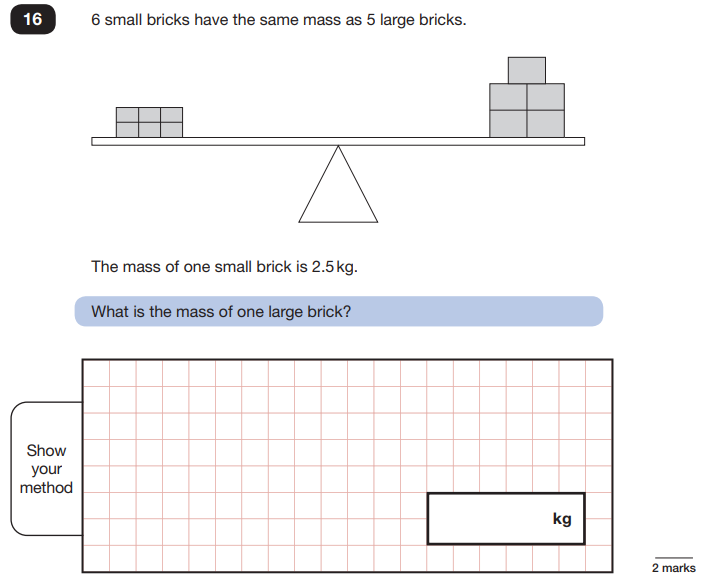 16
6 small bricks have the same mass as 5 large bricks.
The mass of one small brick is 2.5 kg.
What is the mass of one large brick?
Show
your
method
kg
2 marks